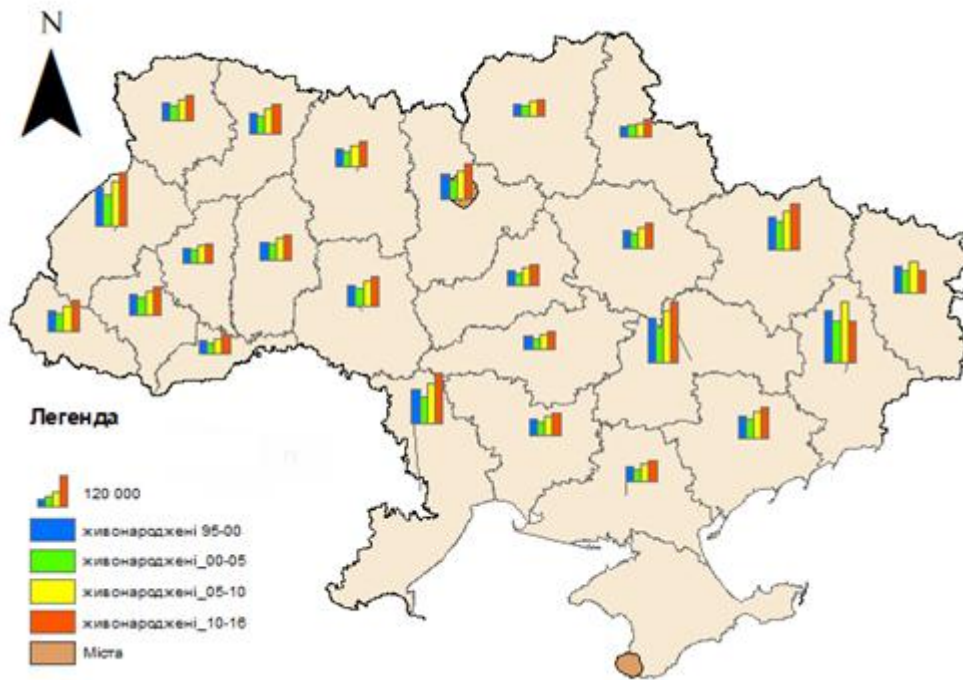 N
Легенда
120 000
живонароджені 95-00
живонароджені_00-05
живонароджені_05-10
живонароджені_10-16
Міста